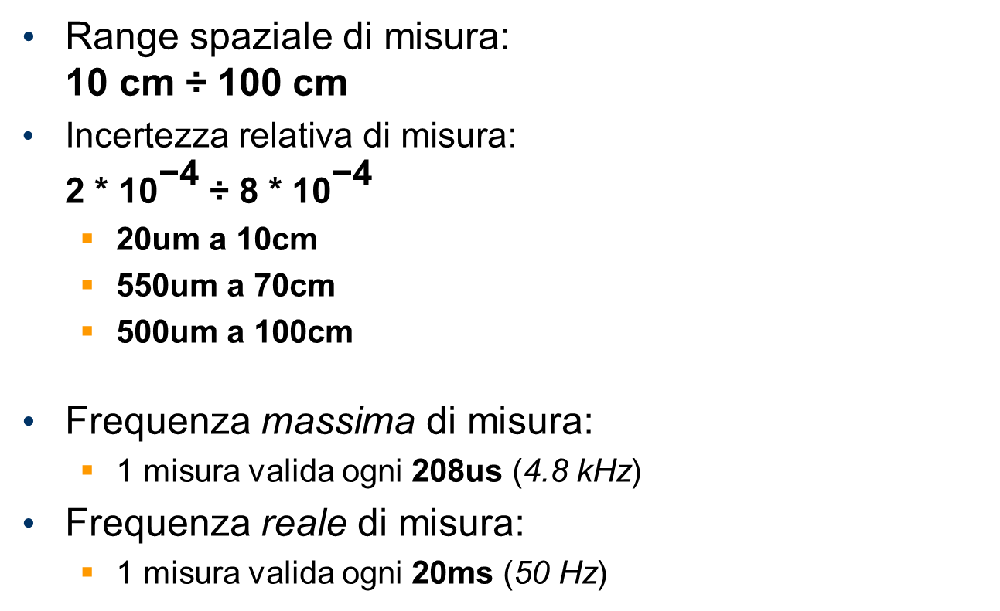 • Range spaziale di misura:
10 cm ÷ 100 cm
• Incertezza relativa di misura:
2 * 10⁻⁴ ÷ 8 * 10⁻⁴
▪ 20um a 10cm
▪ 550um a 70cm
▪ 500um a 100cm
• Frequenza massima di misura:
▪ 1 misura valida ogni 208us (4.8 kHz)
• Frequenza reale di misura:
▪ 1 misura valida ogni 20ms (50 Hz)